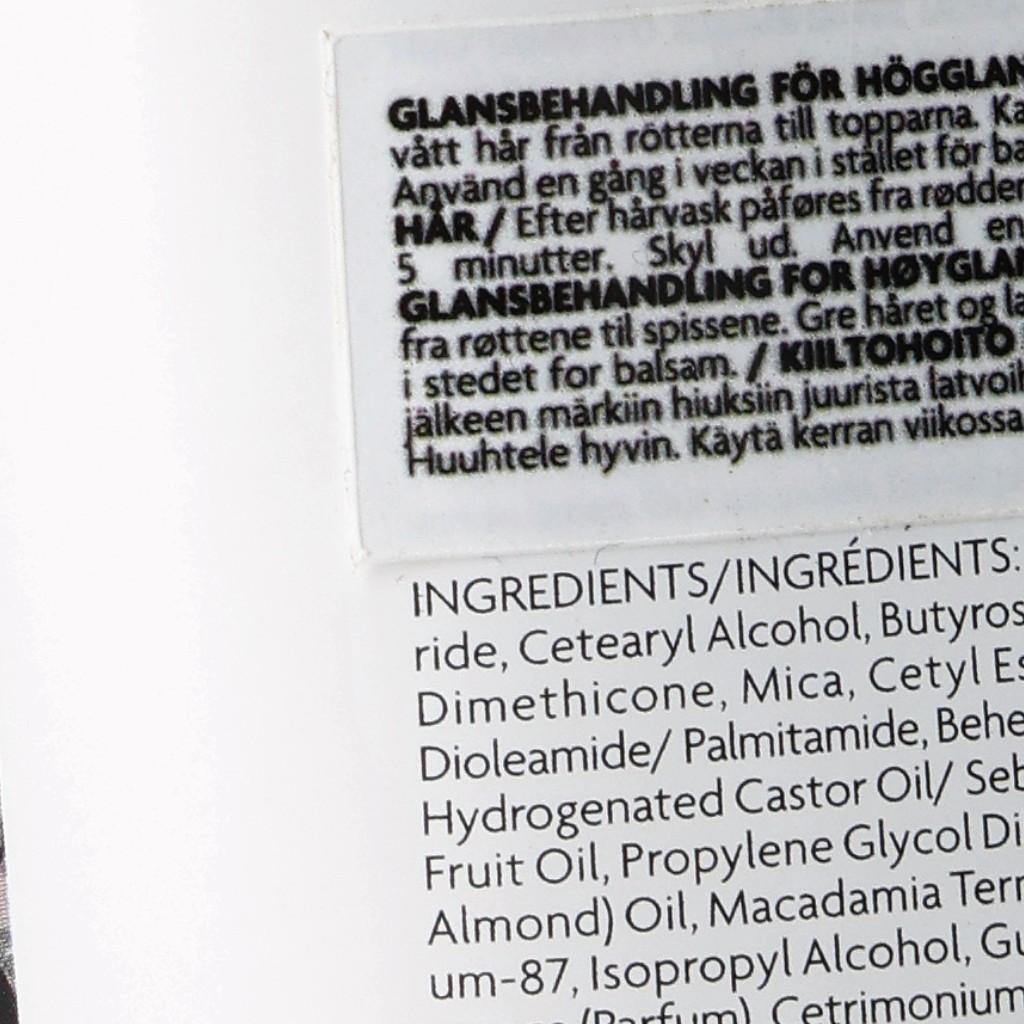 GLANSBEHANDLING FÖR HÖGGLAN
vått hår från rötterna till topparna. Ka
Använd en gång i veckan i stället för ba
HÅR / Efter hårvask påføres fra rødder
5 minutter. Skyl ud. Anvend en
GLANSBEHANDLING FOR HØYGLAN
fra røttene til spissene. Gre håret og la
i stedet for balsam. / KIILTOHOITO
jälkeen märkiin hiuksiin juurista latvoih
Huuhtele hyvin. Käytä kerran viikossa
INGREDIENTS/INGRÉDIENTS:
ride, Cetearyl Alcohol, Butyros
Dimethicone, Mica, Cetyl Es
Dioleamide/ Palmitamide, Behe
Hydrogenated Castor Oil/ Seb
Fruit Oil, Propylene Glycol Di
Almond) Oil, Macadamia Tern
um-87, Isopropyl Alcohol, Gu
(Parfum), Cetrimonium